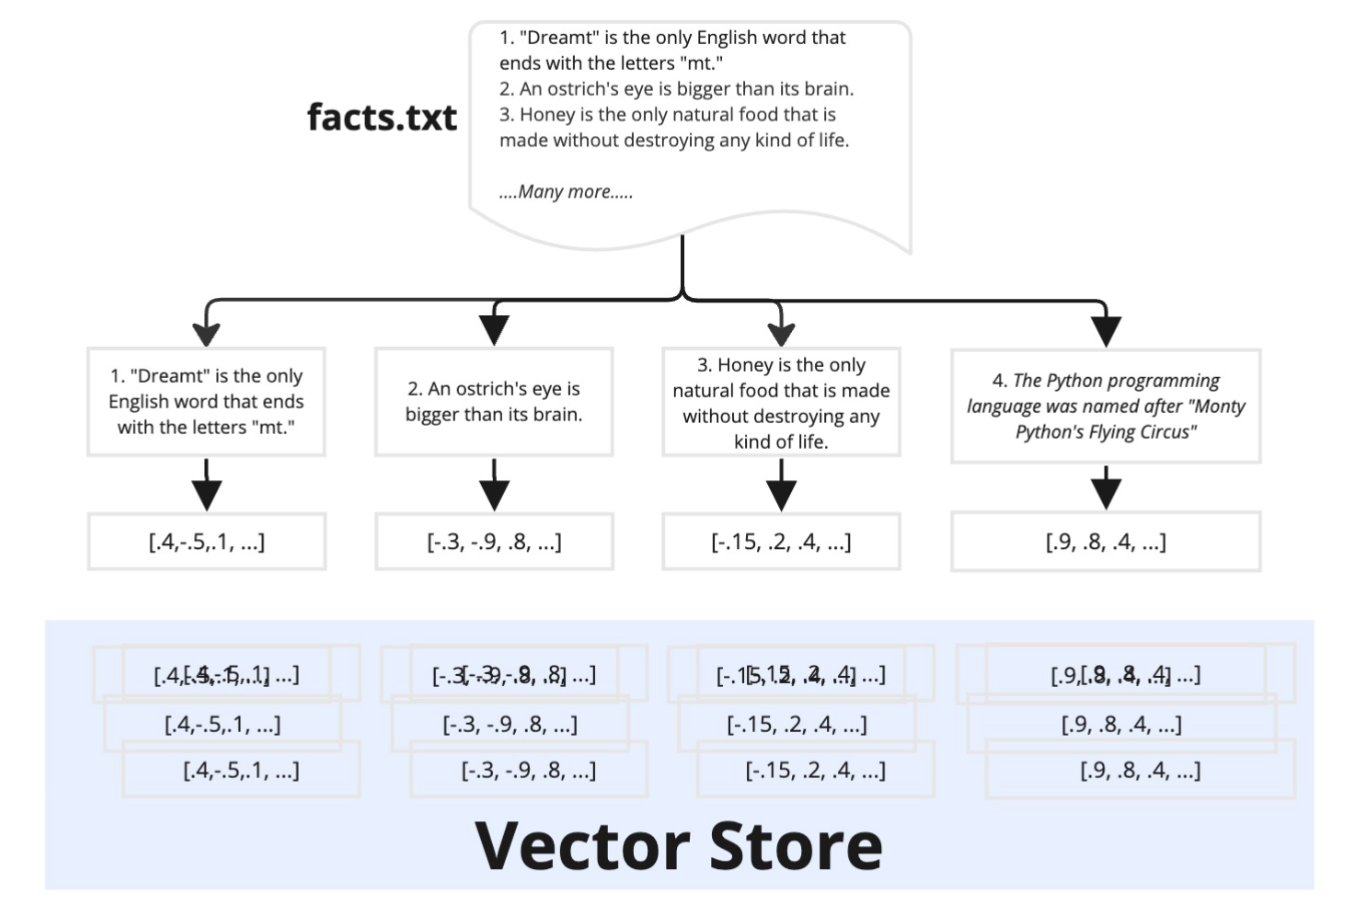 facts.txt
1. "Dreamt" is the only English word that
ends with the letters "mt."
2. An ostrich's eye is bigger than its brain.
3. Honey is the only natural food that is
made without destroying any kind of life.
....Many more.....
1. "Dreamt" is the only
English word that ends
with the letters "mt."
2. An ostrich's eye is
bigger than its brain.
3. Honey is the only
natural food that is made
without destroying any
kind of life.
4. The Python programming
language was named after "Monty
Python's Flying Circus"
[.4,-.5,.1, ...]
[-.3, -.9, .8, ...]
[-.15, .2, .4, ...]
[.9, .8, .4, ...]
[.4,-.5,.1, ...]
[-.3, -.9, .8, ...]
[-.15, .2, .4, ...]
[.9, .8, .4, ...]
[.4,-.5,.1, ...]
[-.3, -.9, .8, ...]
[-.15, .2, .4, ...]
[.9, .8, .4, ...]
Vector Store